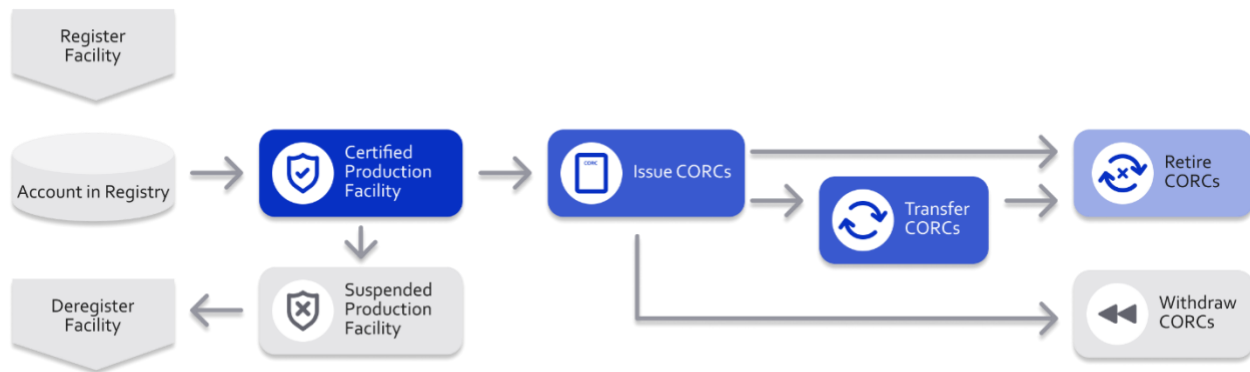 Register
Facility
Account in Registry
Certified
Production
Facility
CORC
Issue CORCs
Transfer
CORCs
Retire
CORCs
Deregister
Facility
Suspended
Production
Facility
Withdraw
CORCs